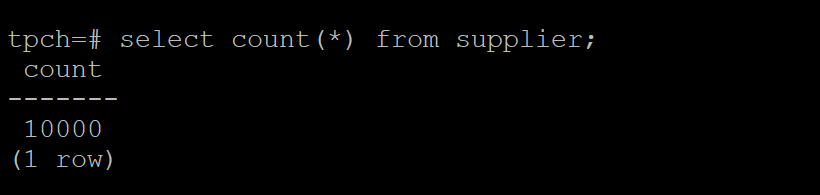 tpch=# select count(*) from supplier;
count
-------
10000
(1 row)